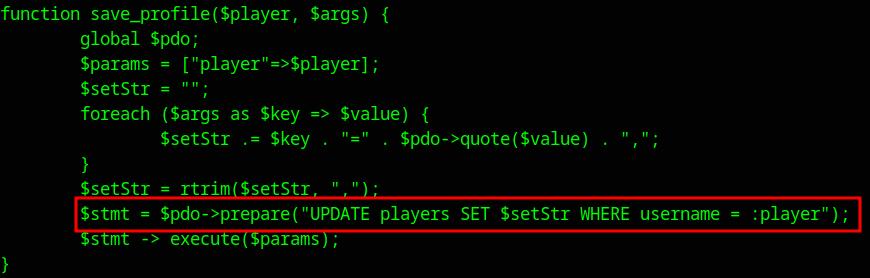 function save_profile($player, $args) {
global $pdo;
$params = ["player"=>$player];
$setStr = "";
foreach ($args as $key => $value) {
$setStr .= $key . "=" . $pdo->quote($value) . ",";
}
$setStr = rtrim($setStr, ",");
$stmt = $pdo->prepare("UPDATE players SET $setStr WHERE username = :player");
$stmt -> execute($params);
}